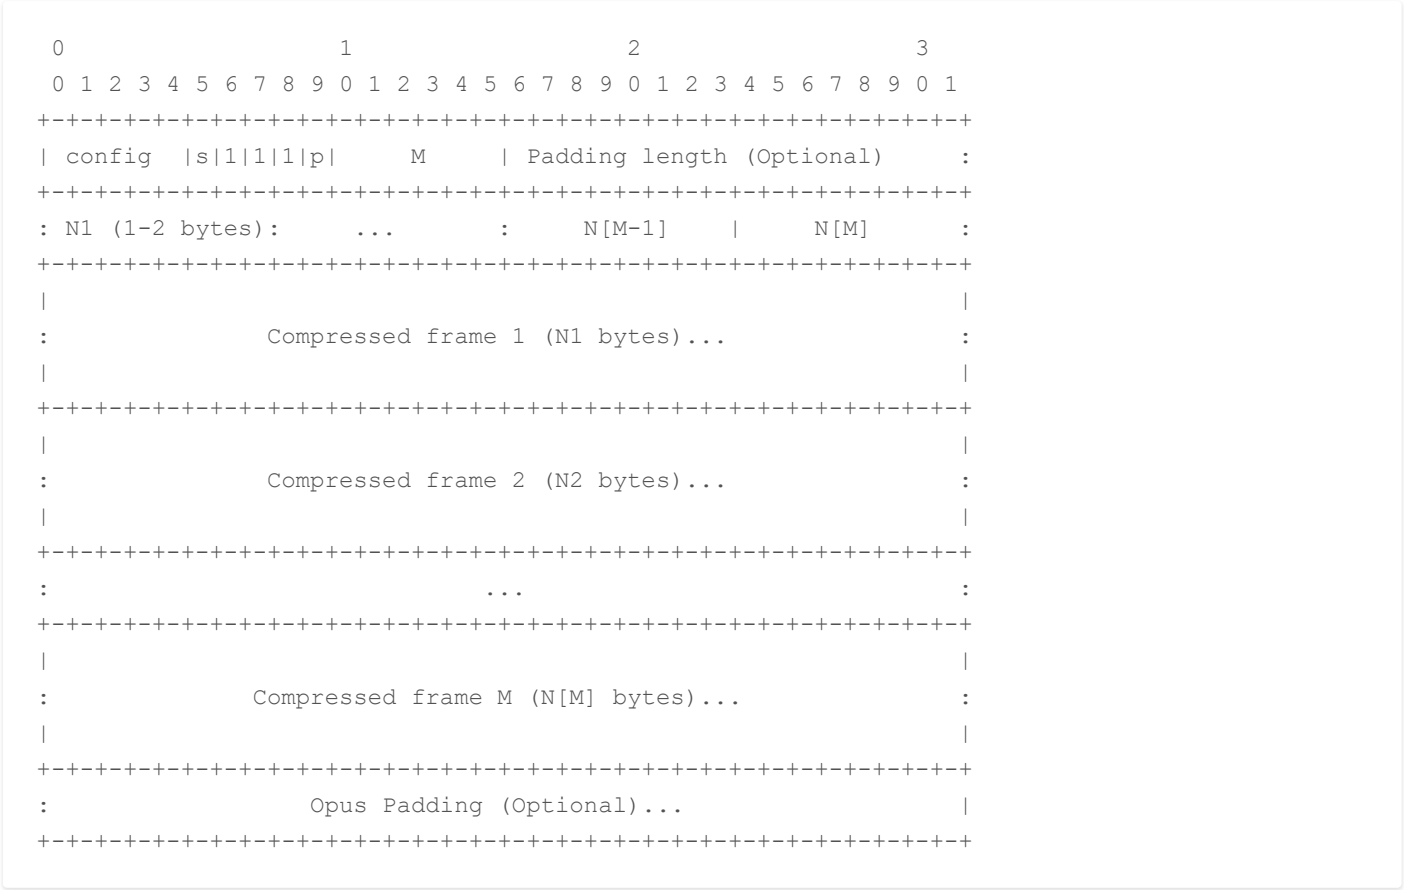 0                   1                   2                   3
 0 1 2 3 4 5 6 7 8 9 0 1 2 3 4 5 6 7 8 9 0 1 2 3 4 5 6 7 8 9 0 1
+-+-+-+-+-+-+-+-+-+-+-+-+-+-+-+-+-+-+-+-+-+-+-+-+-+-+-+-+-+-+-+-+
| config  |s|1|1|1|p|     M     | Padding length (Optional)     :
+-+-+-+-+-+-+-+-+-+-+-+-+-+-+-+-+-+-+-+-+-+-+-+-+-+-+-+-+-+-+-+-+
: N1 (1-2 bytes):     ...       :     N[M-1]    |     N[M]      :
+-+-+-+-+-+-+-+-+-+-+-+-+-+-+-+-+-+-+-+-+-+-+-+-+-+-+-+-+-+-+-+-+
|                                                               |
:               Compressed frame 1 (N1 bytes)...                :
|                                                               |
+-+-+-+-+-+-+-+-+-+-+-+-+-+-+-+-+-+-+-+-+-+-+-+-+-+-+-+-+-+-+-+-+
|                                                               |
:               Compressed frame 2 (N2 bytes)...                :
|                                                               |
+-+-+-+-+-+-+-+-+-+-+-+-+-+-+-+-+-+-+-+-+-+-+-+-+-+-+-+-+-+-+-+-+
:                              ...                              :
+-+-+-+-+-+-+-+-+-+-+-+-+-+-+-+-+-+-+-+-+-+-+-+-+-+-+-+-+-+-+-+-+
|                                                               |
:              Compressed frame M (N[M] bytes)...               :
|                                                               |
+-+-+-+-+-+-+-+-+-+-+-+-+-+-+-+-+-+-+-+-+-+-+-+-+-+-+-+-+-+-+-+-+
:                  Opus Padding (Optional)...                   |
+-+-+-+-+-+-+-+-+-+-+-+-+-+-+-+-+-+-+-+-+-+-+-+-+-+-+-+-+-+-+-+-+